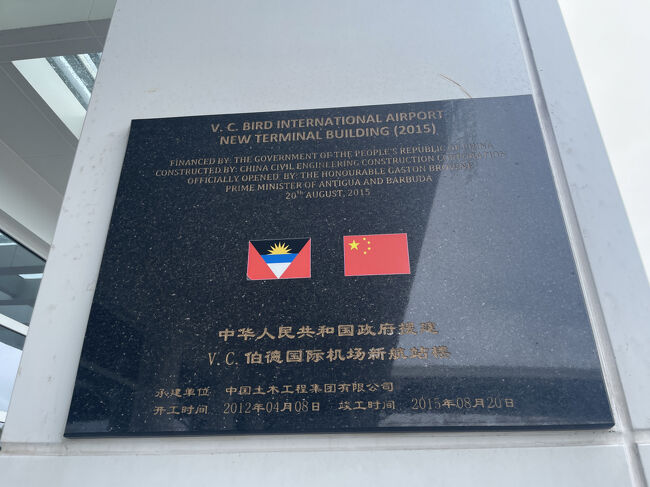 V. C. BIRD INTERNATIONAL AIRPORT
NEW TERMINAL BUILDING (2015)
FINANCED BY: THE GOVERNMENT OF THE PEOPLE'S REPUBLIC OF CHINA
CONSTRUCTED BY: CHINA CIVIL ENGINEERING CONSTRUCTION CORPORATION
OFFICIALLY OPENED BY: THE HONOURABLE GASTON BROWNE
PRIME MINISTER OF ANTIGUA AND BARBUDA
20th AUGUST, 2015
中华人民共和国政府援建
V.C.伯德国际机场新航站楼
承建单位 中国土木工程集团有限公司
开工时间 2012年04月08日 竣工时间 2015年08月20日